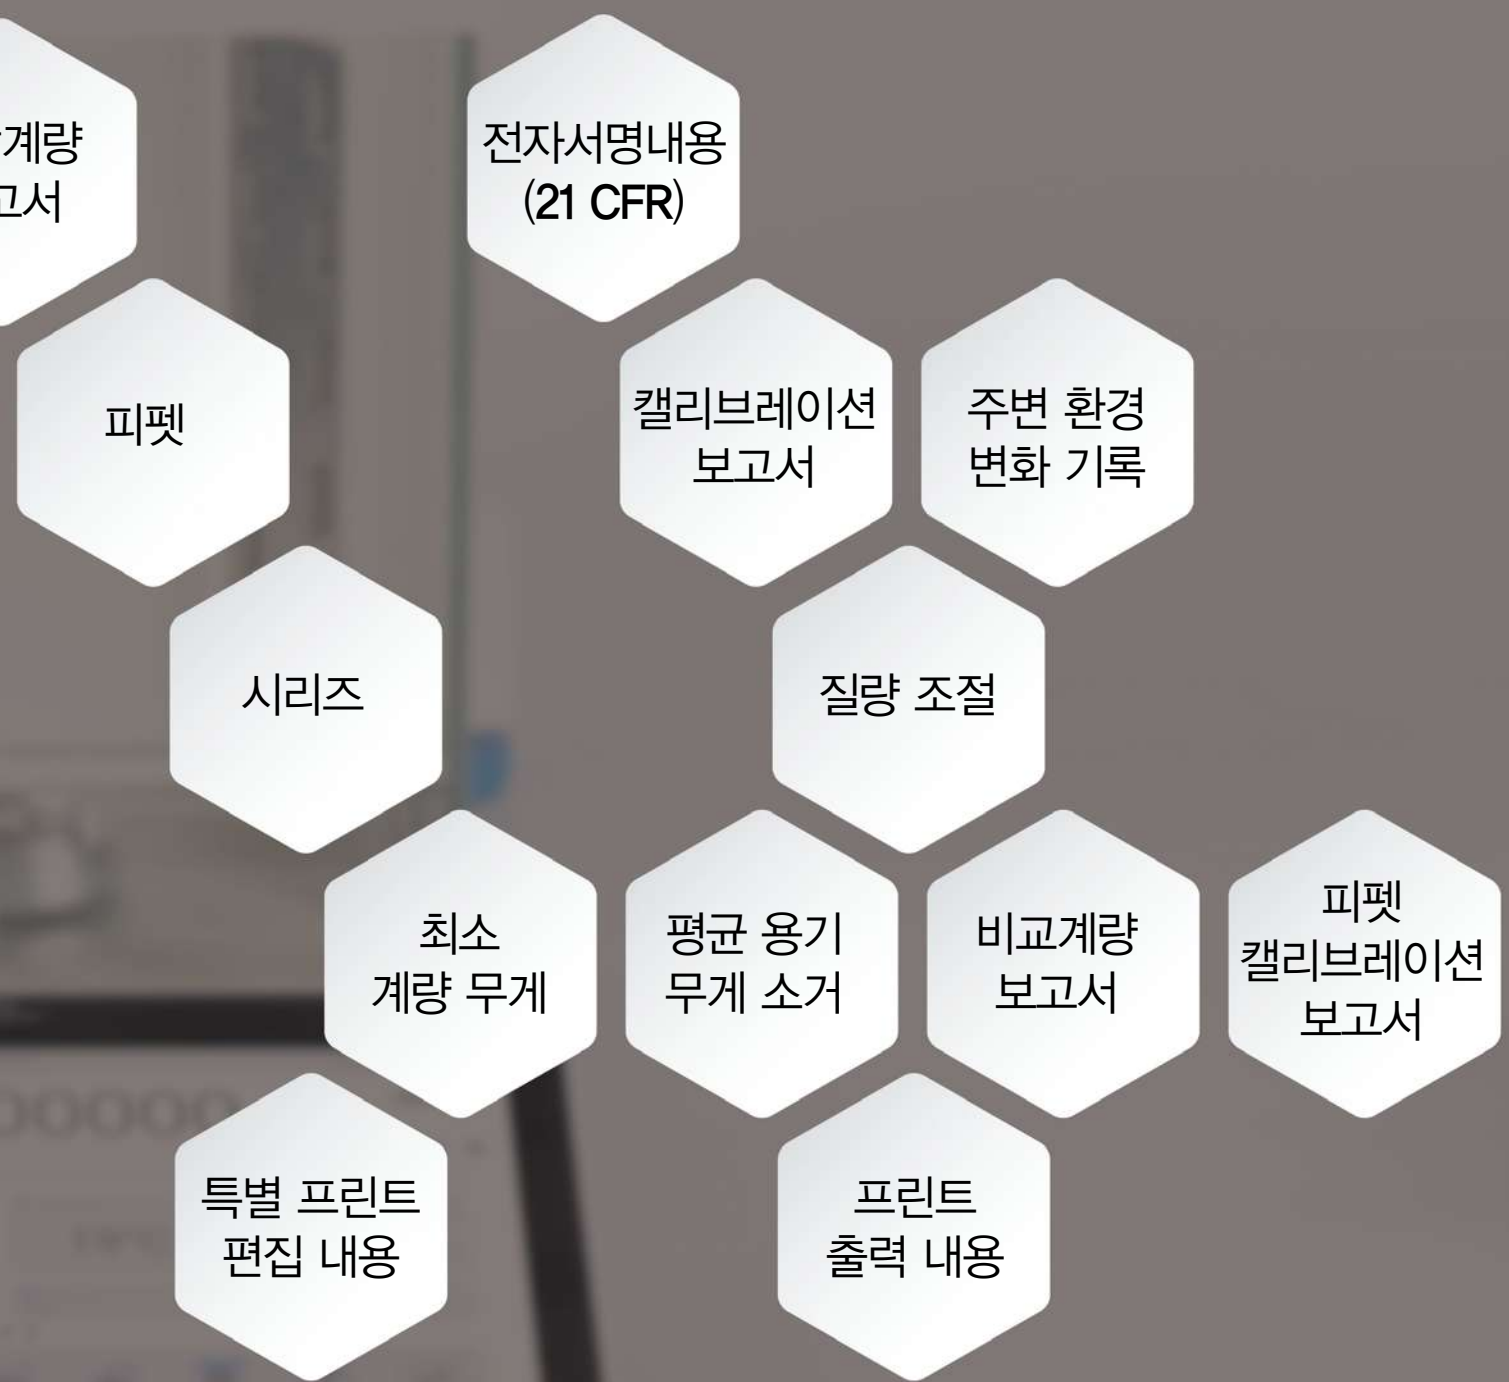 계량
고서
전자서명내용
(21 CFR)
피펫
캘리브레이션
보고서
주변 환경
변화 기록
시리즈
질량 조절
최소
계량 무게
평균 용기
무게 소거
비교계량
보고서
피펫
캘리브레이션
보고서
특별 프린트
편집 내용
프린트
출력 내용